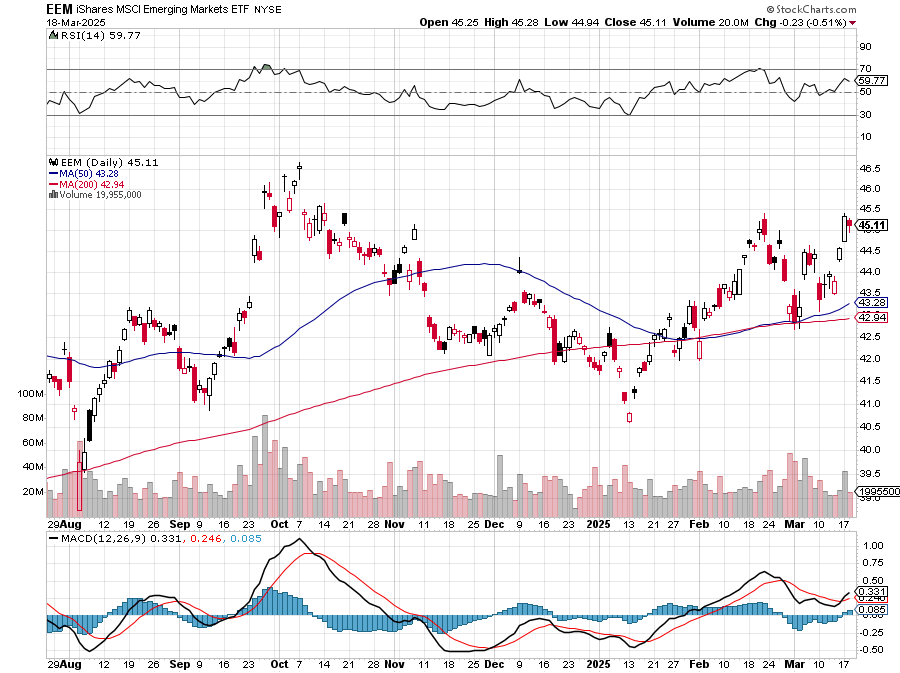 EEM iShares MSCI Emerging Markets ETF NYSE © StockCharts.com
18-Mar-2025 Open 45.25 High 45.28 Low 44.94 Close 45.11 Volume 20.0M Chg -0.23 (-0.51%)
RSI(14) 59.77
90
70
59.77
50
30
10
EEM (Daily) 45.11
MA(50) 43.28
MA(200) 42.94
Volume 19,955,000
46.5
46.0
45.5
45.11
44.5
44.0
43.5
43.28
42.94
42.5
42.0
41.5
41.0
40.5
40.0
39.5
100M
80M
60M
40M
20M
19955000
29 Aug 12 19 26 Sep 9 16 23 Oct 7 14 21 28 Nov 11 18 25 Dec 9 16 23 2025 13 21 27 Feb 10 18 24 Mar 10 17
MACD(12,26,9) 0.331, 0.246, 0.085
1.00
0.75
0.50
0.331
0.085
-0.25
-0.50
29 Aug 12 19 26 Sep 9 16 23 Oct 7 14 21 28 Nov 11 18 25 Dec 9 16 23 2025 13 21 27 Feb 10 18 24 Mar 10 17